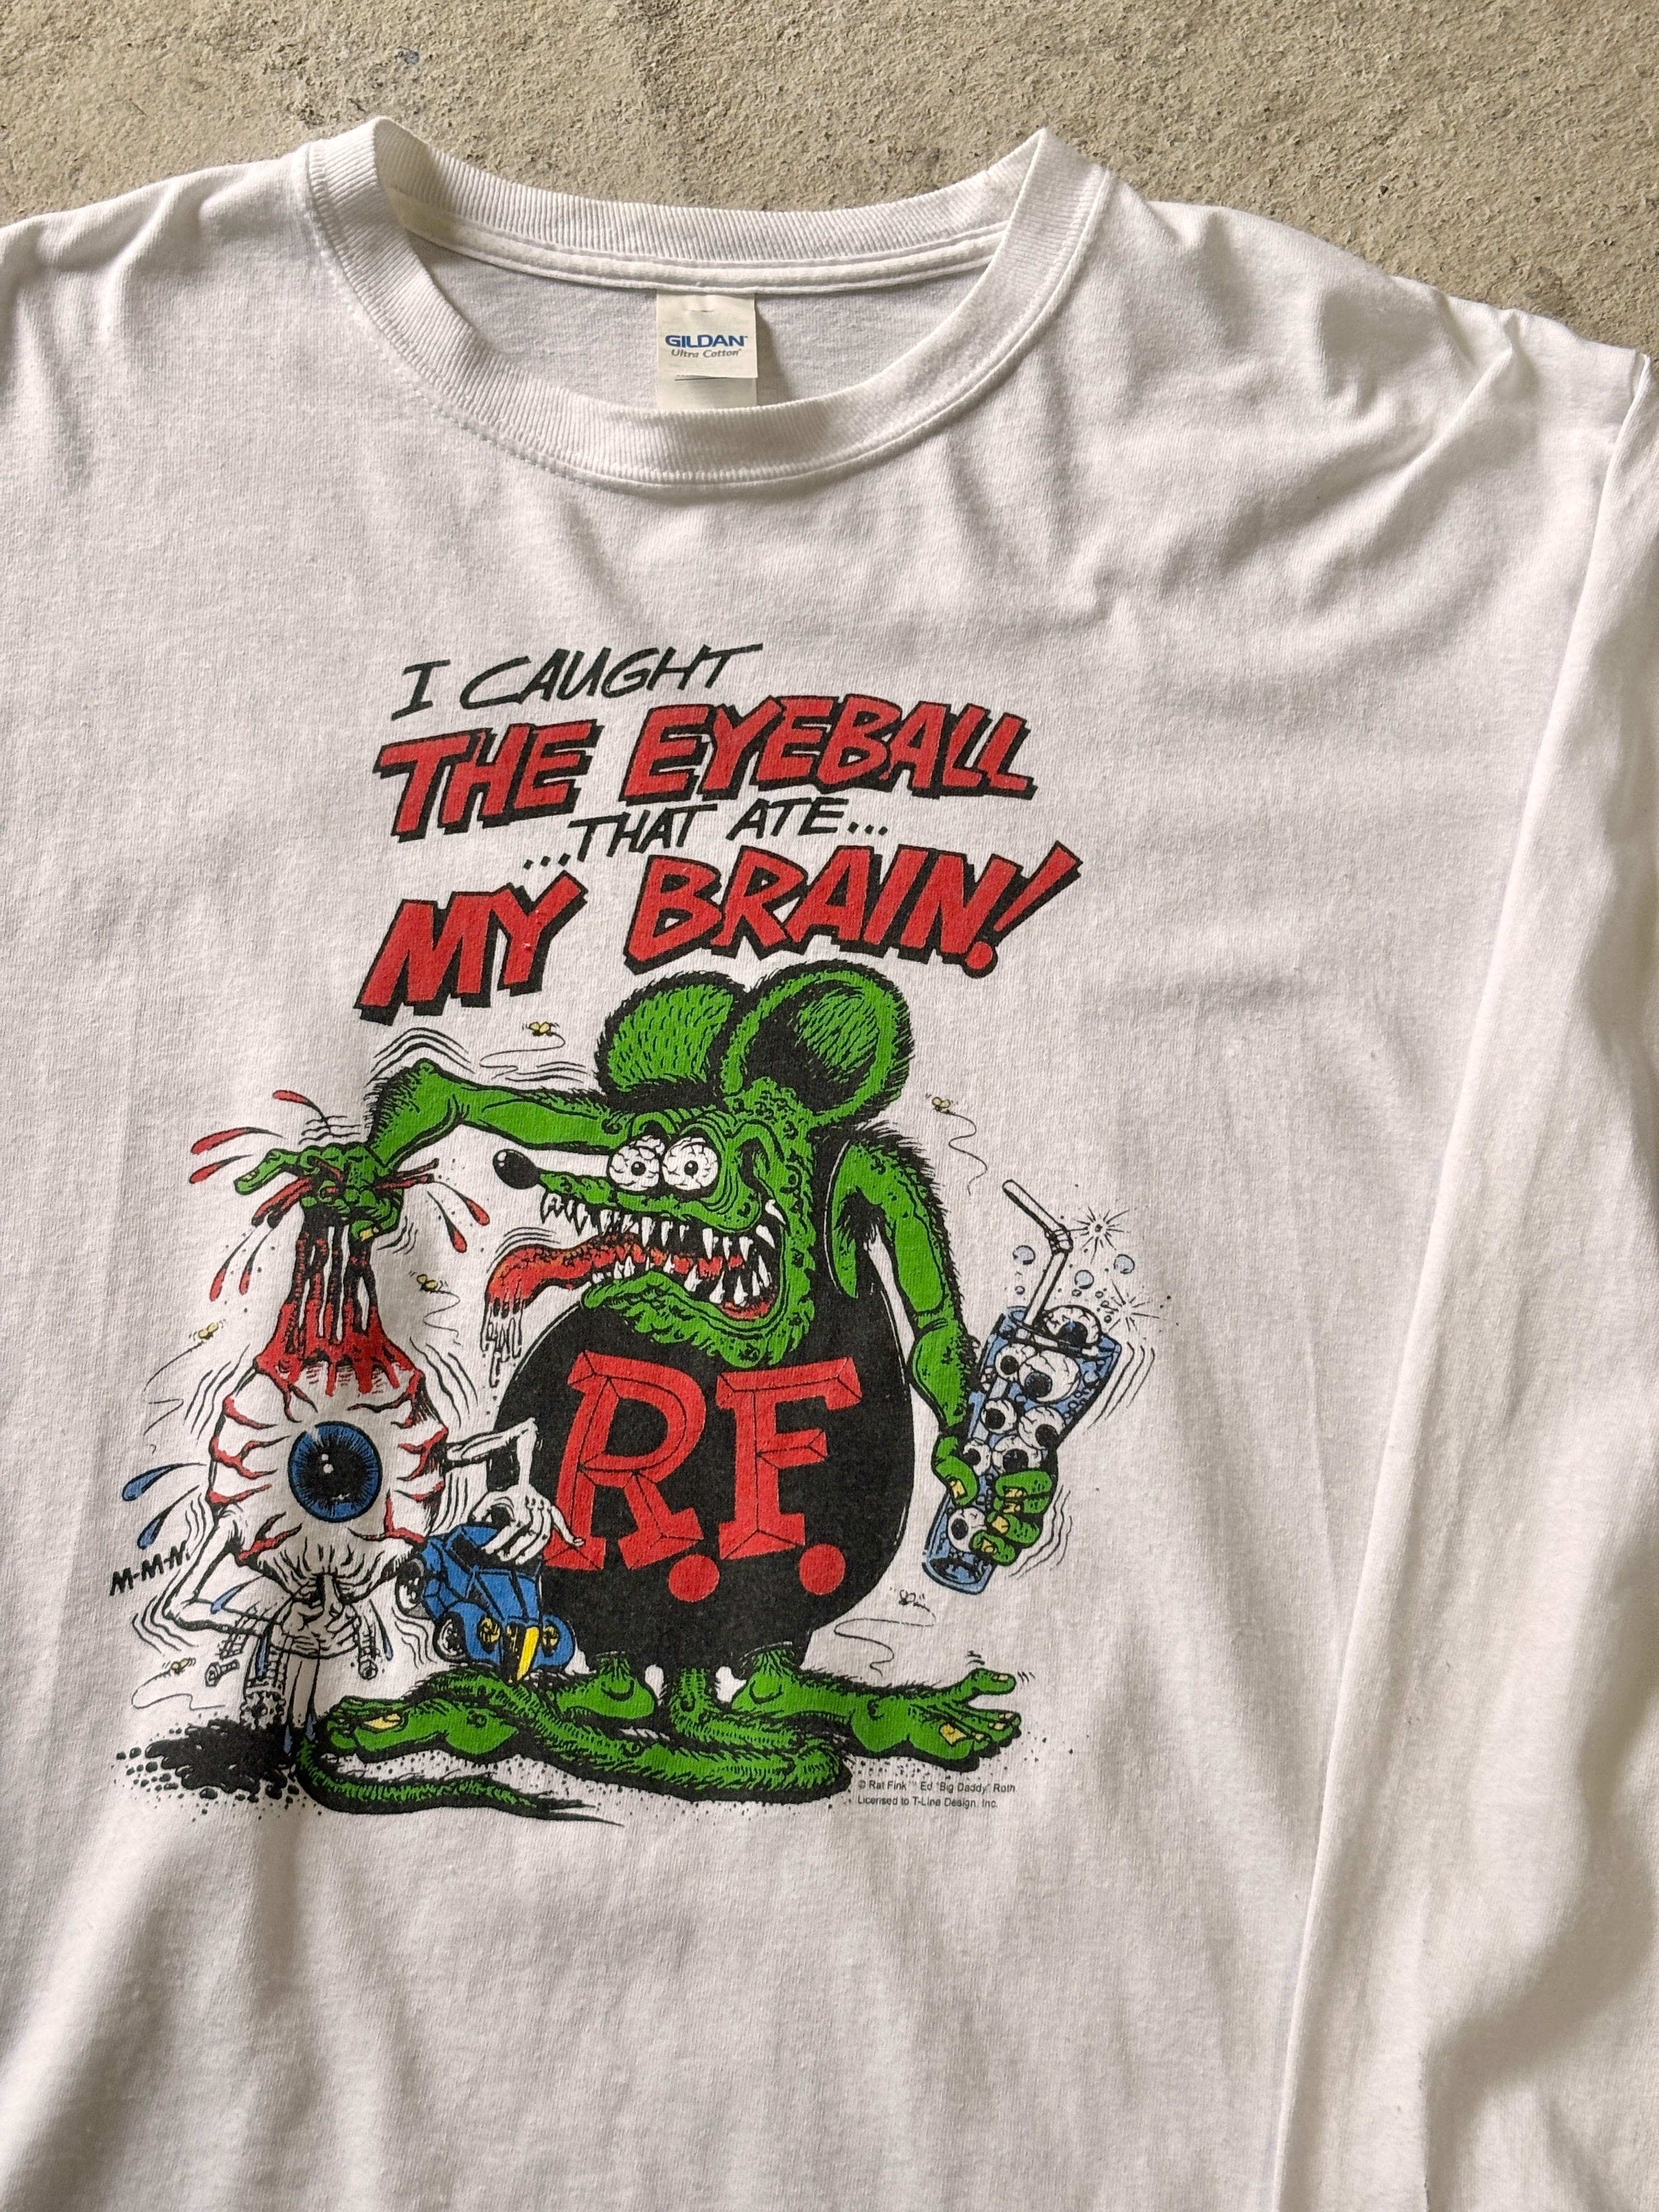 GILDAN
Ultra Cotton
I CAUGHT
THE EYEBALL
...THAT ATE...
MY BRAIN!
R.F.
M-M-N.
© Rat Fink™ Ed "Big Daddy" Roth
Licensed to T-Line Design, Inc.